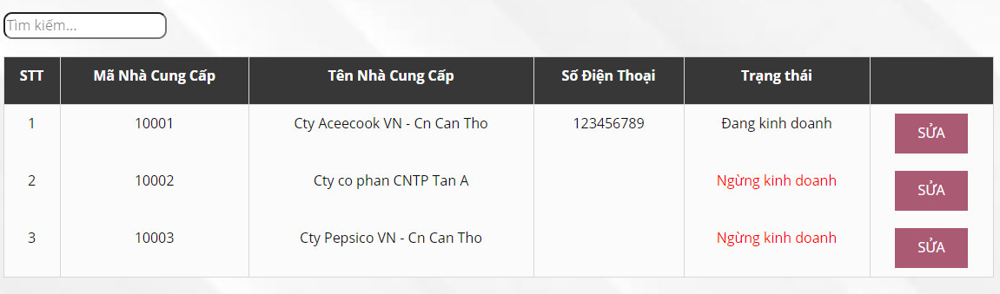 Tìm kiếm...
STT Mã Nhà Cung Cấp Tên Nhà Cung Cấp Số Điện Thoại Trạng thái
1 10001 Cty Aceecook VN - Cn Can Tho 123456789 Đang kinh doanh SỬA
2 10002 Cty co phan CNTP Tan A Ngừng kinh doanh SỬA
3 10003 Cty Pepsico VN - Cn Can Tho Ngừng kinh doanh SỬA